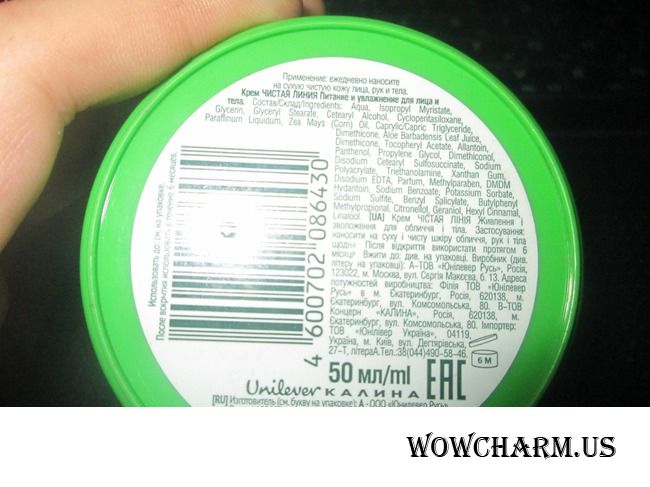 Применение: ежедневно наносите
на сухую чистую кожу лица, рук и тела.
Крем ЧИСТАЯ ЛИНИЯ Питание и увлажнение для лица и
тела. Состав/Склад/Ingredients: Aqua, Isopropyl Myristate,
Glycerin, Glyceryl Stearate, Cetearyl Alcohol, Cyclopentasiloxane,
Paraffinum Liquidum, Zea Mays (Corn) Oil, Caprylic/Capric Triglyceride,
Dimethicone, Aloe Barbadensis Leaf Juice,
Dimethicone, Tocopheryl Acetate, Allantoin,
Panthenol, Propylene Glycol, Dimethiconol,
Disodium Cetearyl Sulfosuccinate, Sodium
Polyacrylate, Triethanolamine, Xanthan Gum,
Disodium EDTA, Parfum, Methylparaben, DMDM
Hydantoin, Sodium Benzoate, Potassium Sorbate,
Sodium Sulfite, Benzyl Salicylate, Butylphenyl
Methylpropional, Citronellol, Geraniol, Hexyl Cinnamal,
Linalool. [UA] Крем ЧИСТАЯ ЛІНІЯ Живлення і
зволоження для обличчя і тіла. Застосування:
наносити на суху і чисту шкіру обличчя, рук і тіла
щодня Після відкриття використати протягом 6
місяців Вжити до: див. на упаковці. Виробник (див.
літеру на упаковці): А–ТОВ «Юнілевер Русь», Росія,
123022, м. Москва, вул. Сергія Макєєва, б. 13. Адреса
потужностей виробництва: Філія ТОВ «Юнілевер
Русь» в м. Єкатеринбург, Росія, 620138, м.
Єкатеринбург, вул. Комсомольська, 80. В–ТОВ
Концерн «КАЛИНА», Росія, 620138, м.
Єкатеринбург, вул. Комсомольська, 80. Імпортер:
ТОВ «Юнілевер Україна», 04119,
Україна, м. Київ, вул. Дегтярівська,
27–Т, літераА.Тел.:38(044)490–58–46.
Использовать до: см. на упаковке.
После вскрытия использовать в течение 6 месяцев.
4 600702 086430
6 M
50 мл/ml EAC
Unilever КАЛИНА
[RU] Изготовитель (см. букву на упаковке): А - ООО «Юнилевер Русь»
WOWCHARM.US